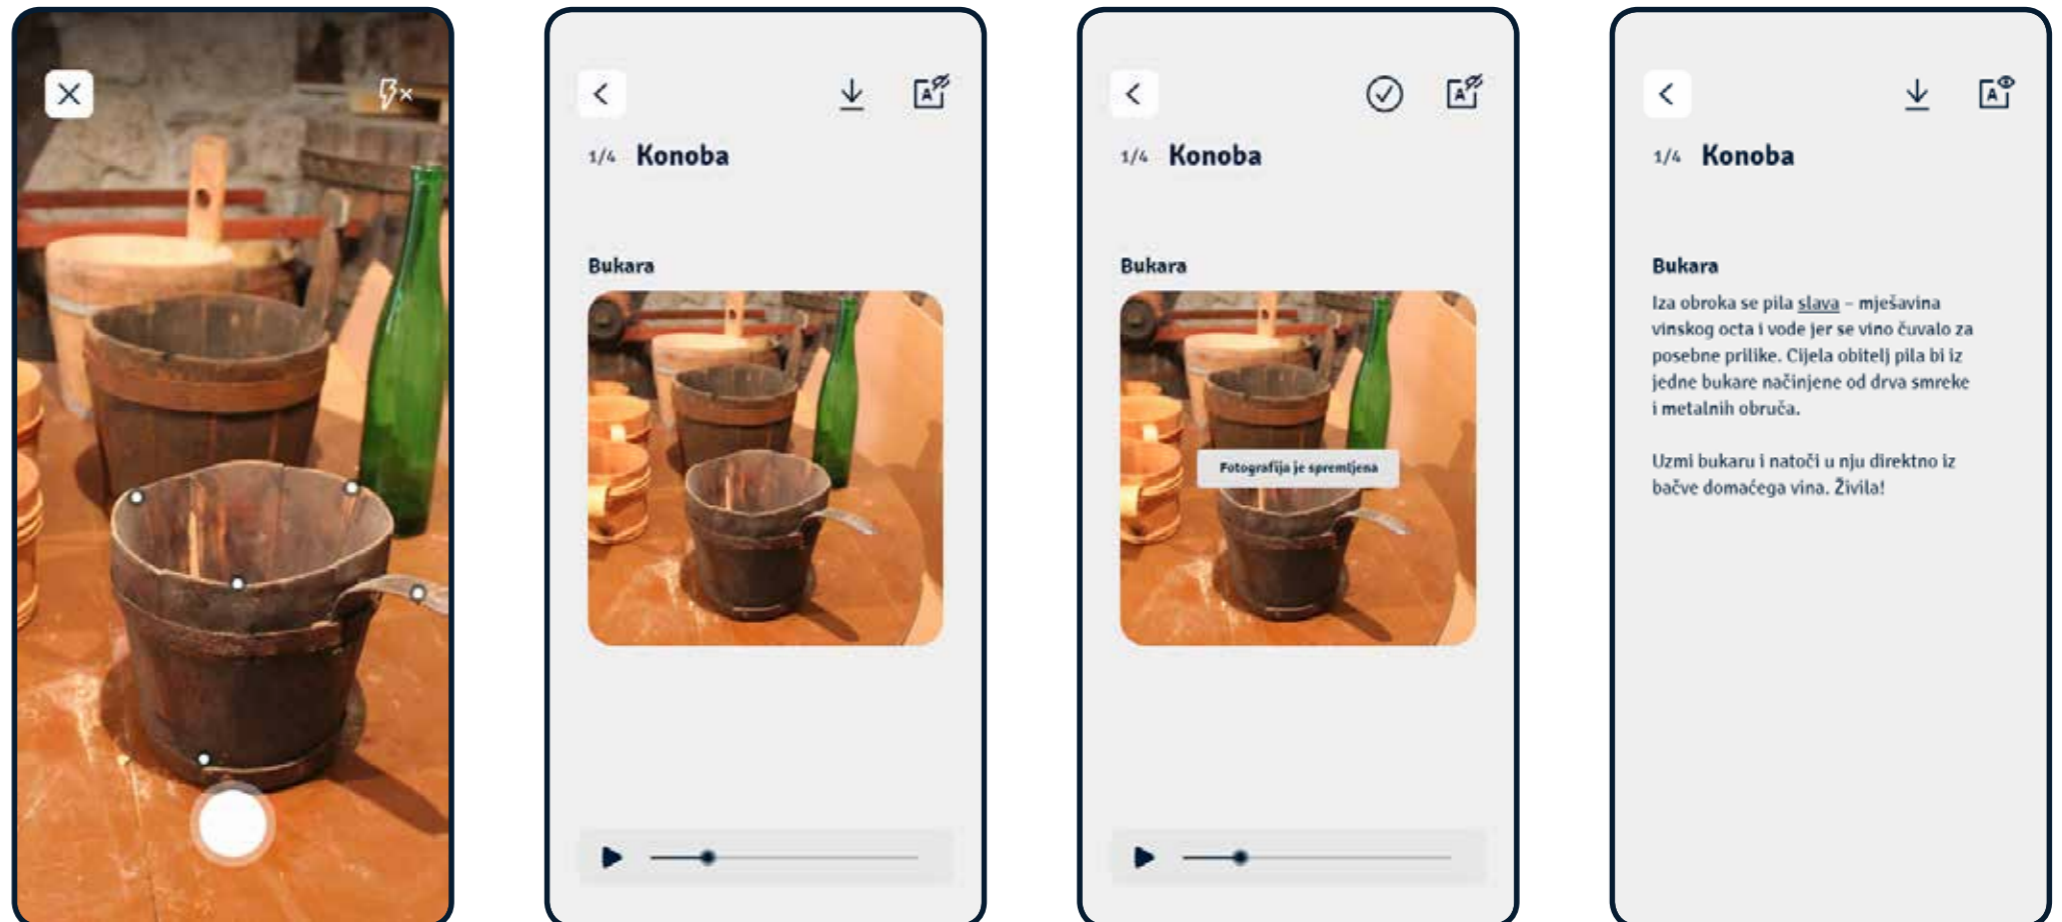 1/4 Konoba
Bukara
1/4 Konoba
Bukara
Fotografija je spremljena
1/4 Konoba
Bukara
Iza obroka se pila slava – mješavina
vinskog octa i vode jer se vino čuvalo za
posebne prilike. Cijela obitelj pila bi iz
jedne bukare načinjene od drva smreke
i metalnih obruča.
Uzmi bukaru i natoči u nju direktno iz
bačve domaćega vina. Živila!